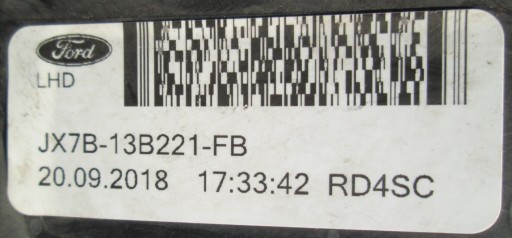 Ford
LHD
JX7B-13B221-FB
20.09.2018 17:33:42 RD4SC